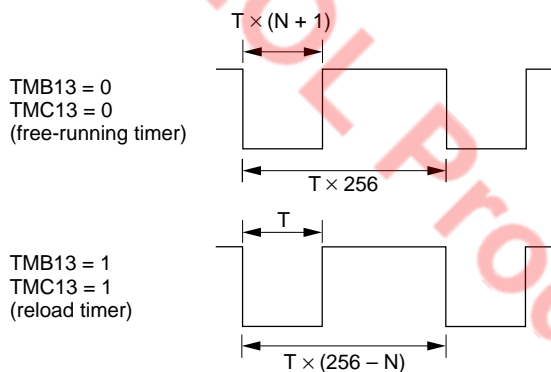 T × (N + 1)
TMB13 = 0
TMC13 = 0
(free-running timer)
T × 256
T
TMB13 = 1
TMC13 = 1
(reload timer)
T × (256 – N)